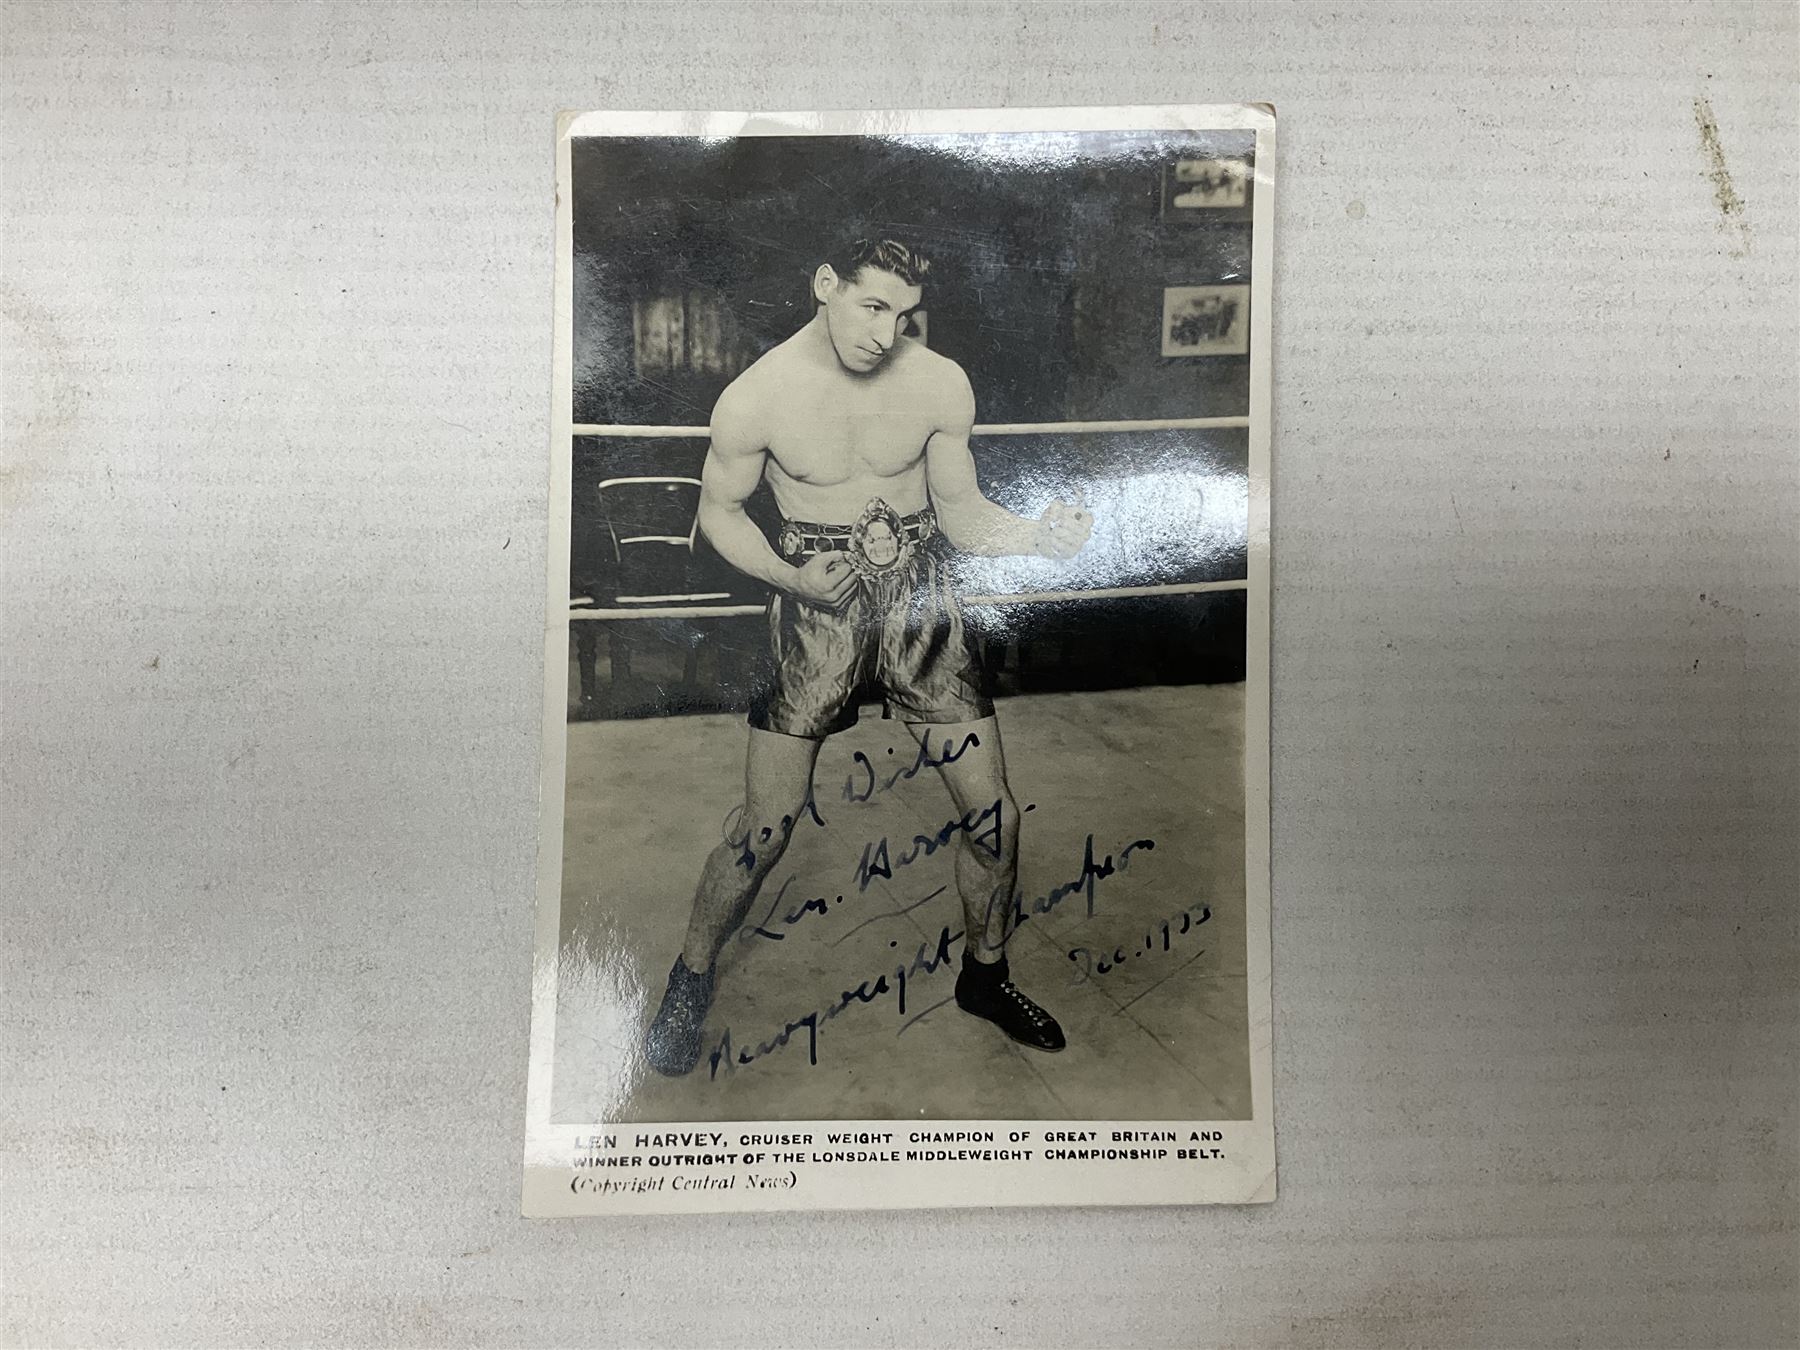 Good Wishes
Len. Harvey.
Heavyweight Champion
Dec. 1933
LEN HARVEY, CRUISER WEIGHT CHAMPION OF GREAT BRITAIN AND
WINNER OUTRIGHT OF THE LONSDALE MIDDLEWEIGHT CHAMPIONSHIP BELT.
(Copyright Central News)